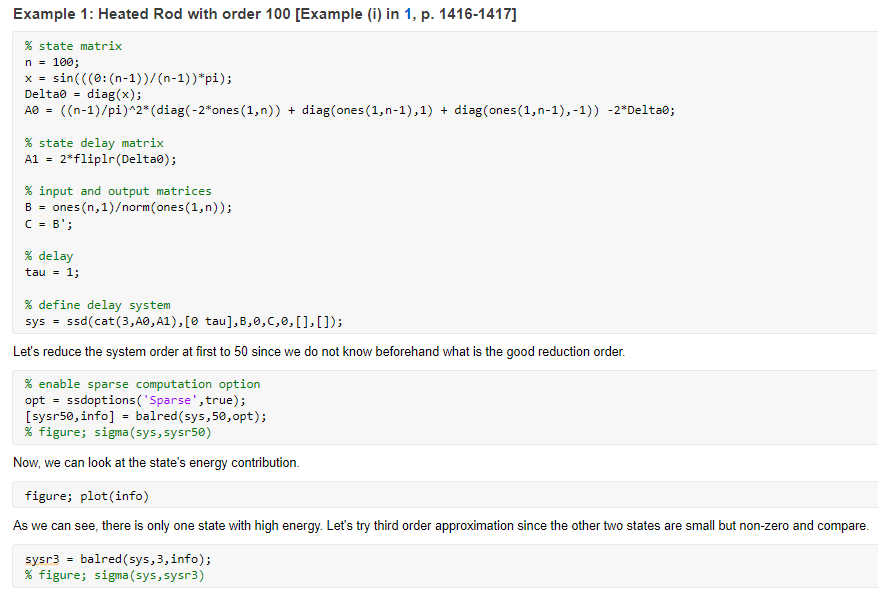 Example 1: Heated Rod with order 100 [Example (i) in 1, p. 1416-1417]
% state matrix
n = 100;
x = sin(((0:(n-1))/(n-1))*pi);
Delta0 = diag(x);
A0 = ((n-1)/pi)^2*(diag(-2*ones(1,n)) + diag(ones(1,n-1),1) + diag(ones(1,n-1),-1)) -2*Delta0;
% state delay matrix
A1 = 2*fliplr(Delta0);
% input and output matrices
B = ones(n,1)/norm(ones(1,n));
C = B';
% delay
tau = 1;
% define delay system
sys = ssd(cat(3,A0,A1),[0 tau],B,0,C,0,[],[]);
Let's reduce the system order at first to 50 since we do not know beforehand what is the good reduction order.
% enable sparse computation option
opt = ssdoptions('Sparse',true);
[sysr50,info] = balred(sys,50,opt);
% figure; sigma(sys,sysr50)
Now, we can look at the state's energy contribution.
figure; plot(info)
As we can see, there is only one state with high energy. Let's try third order approximation since the other two states are small but non-zero and compare.
sysr3 = balred(sys,3,info);
% figure; sigma(sys,sysr3)